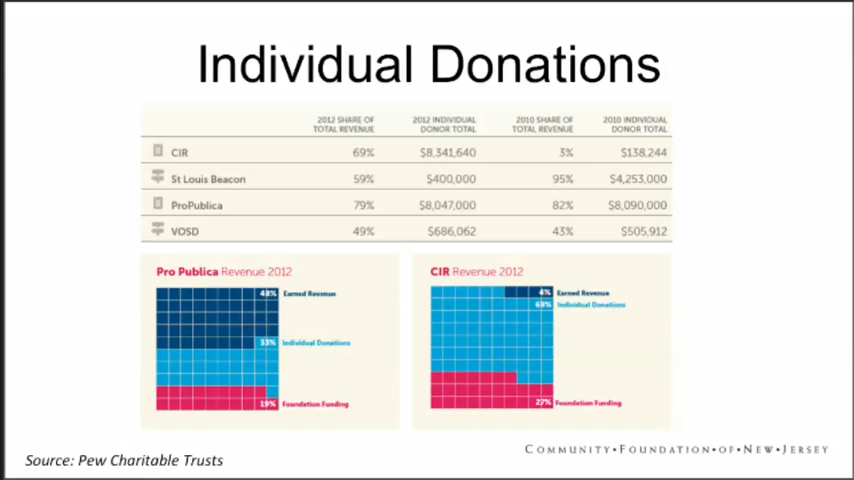 Individual Donations
2012 SHARE OF TOTAL REVENUE 2012 INDIVIDUAL DONOR TOTAL 2010 SHARE OF TOTAL REVENUE 2010 INDIVIDUAL DONOR TOTAL
CIR 69% $8,341,640 3% $138,244
St Louis Beacon 59% $400,000 95% $4,253,000
ProPublica 79% $8,047,000 82% $8,090,000
VOSD 49% $686,062 43% $505,912
Pro Publica Revenue 2012
48% Earned Revenue
33% Individual Donations
19% Foundation Funding
CIR Revenue 2012
4% Earned Revenue
69% Individual Donations
27% Foundation Funding
COMMUNITY•FOUNDATION•OF•NEW•JERSEY
Source: Pew Charitable Trusts